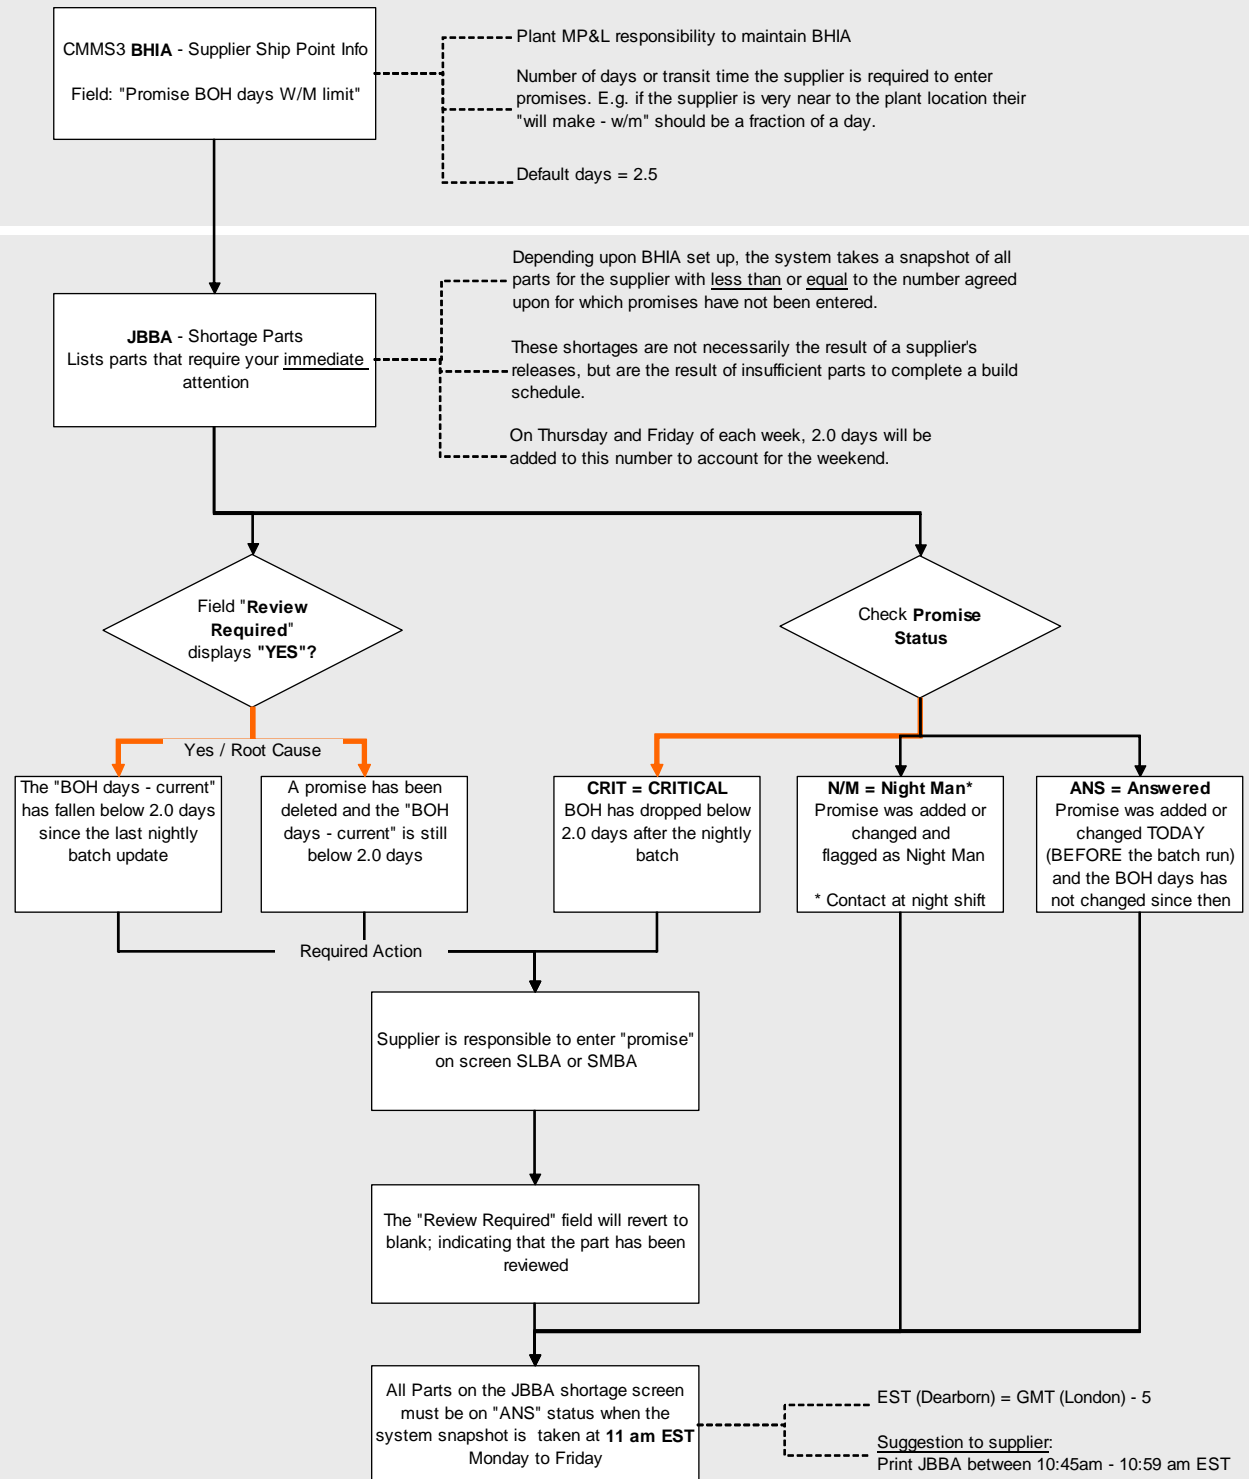 CMMS3 BHIA - Supplier Ship Point Info
Field: "Promise BOH days W/M limit"
Plant MP&L responsibility to maintain BHIA
Number of days or transit time the supplier is required to enter
promises. E.g. if the supplier is very near to the plant location their
"will make - w/m" should be a fraction of a day.
Default days = 2.5
JBBA - Shortage Parts
Lists parts that require your immediate
attention
Depending upon BHIA set up, the system takes a snapshot of all
parts for the supplier with less than or equal to the number agreed
upon for which promises have not been entered.
These shortages are not necessarily the result of a supplier's
releases, but are the result of insufficient parts to complete a build
schedule.
On Thursday and Friday of each week, 2.0 days will be
added to this number to account for the weekend.
Field "Review
Required"
displays "YES"?
Check Promise
Status
Yes / Root Cause
The "BOH days - current"
has fallen below 2.0 days
since the last nightly
batch update
A promise has been
deleted and the "BOH
days - current" is still
below 2.0 days
CRIT = CRITICAL
BOH has dropped below
2.0 days after the nightly
batch
N/M = Night Man*
Promise was added or
changed and
flagged as Night Man
* Contact at night shift
ANS = Answered
Promise was added or
changed TODAY
(BEFORE the batch run)
and the BOH days has
not changed since then
Required Action
Supplier is responsible to enter "promise"
on screen SLBA or SMBA
The "Review Required" field will revert to
blank; indicating that the part has been
reviewed
All Parts on the JBBA shortage screen
must be on "ANS" status when the
system snapshot is taken at 11 am EST
Monday to Friday
EST (Dearborn) = GMT (London) - 5
Suggestion to supplier:
Print JBBA between 10:45am - 10:59 am EST